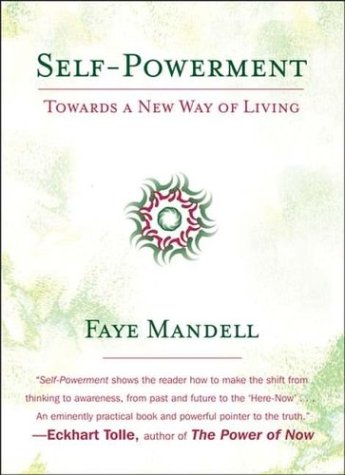 SELF-POWERMENT
TOWARDS A NEW WAY OF LIVING
FAYE MANDELL
"Self-Powerment shows the reader how to make the shift from
thinking to awareness, from past and future to the 'Here-Now' . . .
An eminently practical book and powerful pointer to the truth."
—Eckhart Tolle, author of The Power of Now